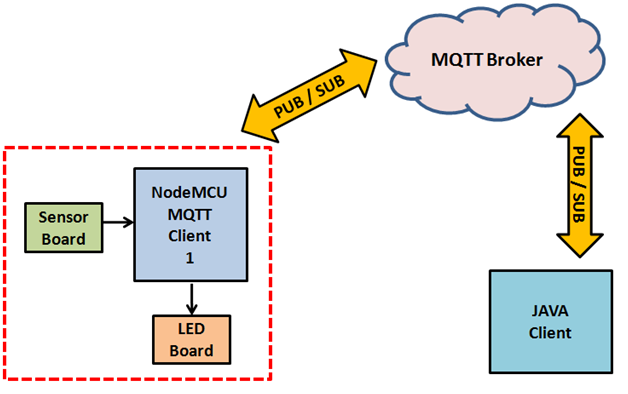 MQTT Broker
PUB / SUB
PUB / SUB
NodeMCU
MQTT
Client
1
Sensor
Board
LED
Board
JAVA
Client